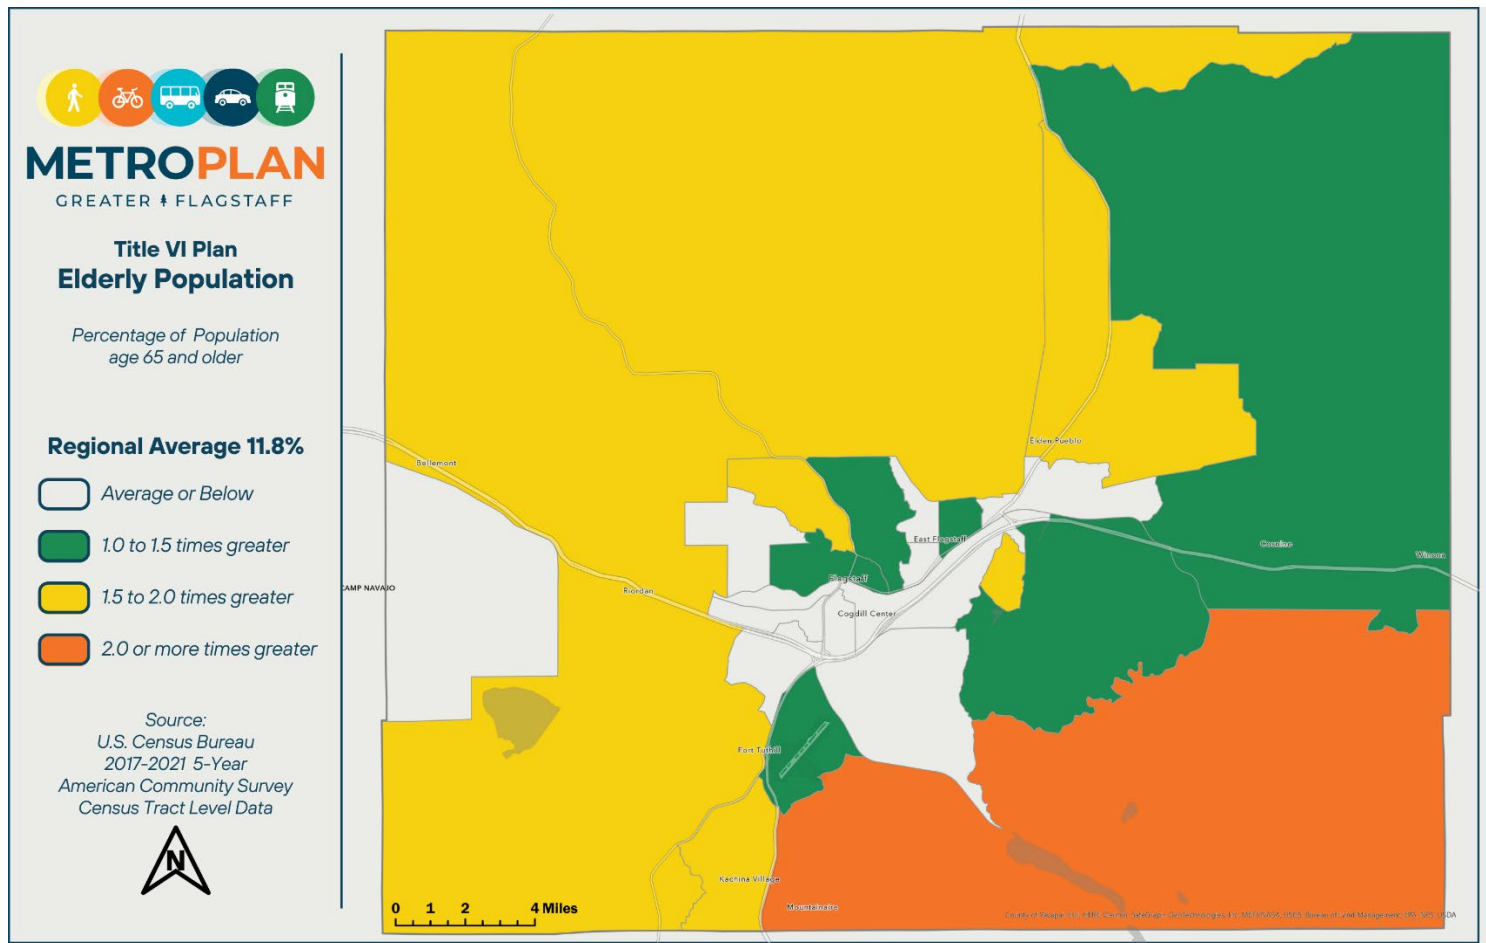 METROPLAN
GREATER FLAGSTAFF
Title VI Plan
Elderly Population
Percentage of Population
age 65 and older
Regional Average 11.8%
Average or Below
1.0 to 1.5 times greater
1.5 to 2.0 times greater
2.0 or more times greater
Source:
U.S. Census Bureau
2017-2021 5-Year
American Community Survey
Census Tract Level Data
N
Elden Pueblo
Bellemont
East Flagstaff
Cosnino
Winona
Flagstaff
CAMP NAVAJO
Riordan
Cogdill Center
Fort Tuthill
Kachina Village
Mountainaire
0 1 2 4 Miles